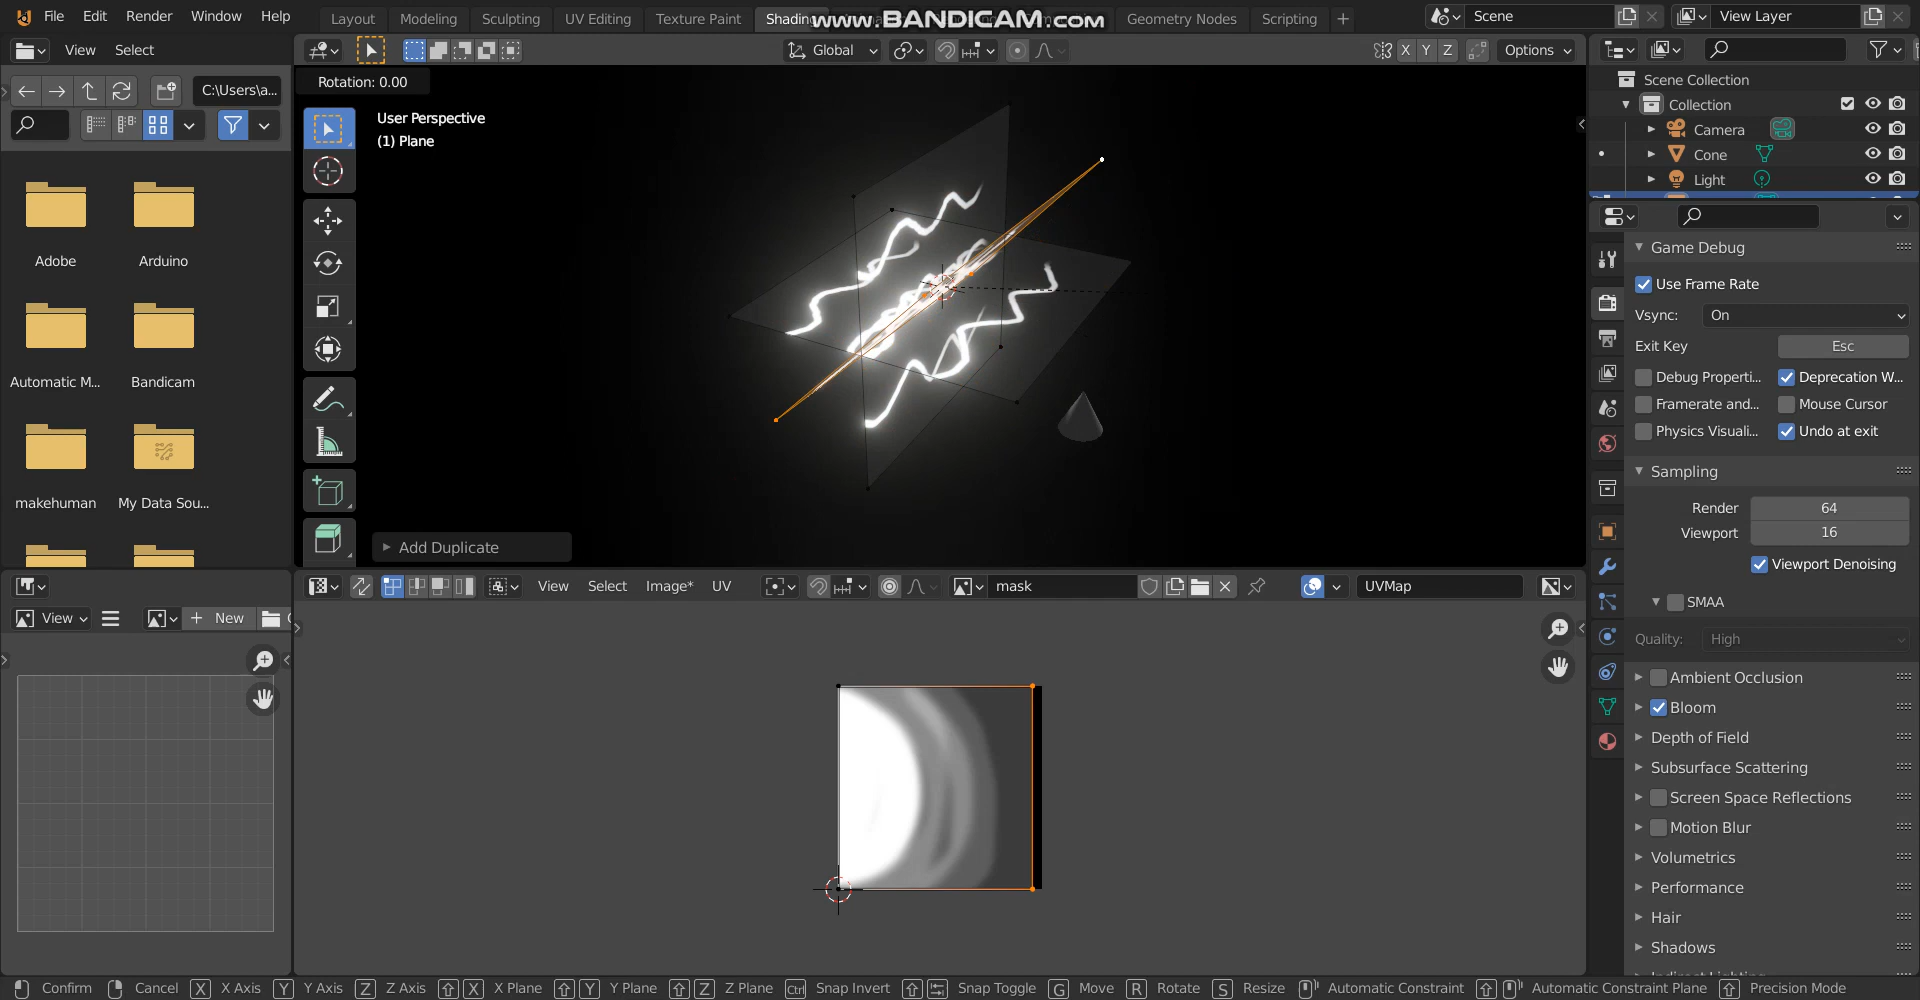 File Edit Render Window Help
Layout Modeling Sculpting UV Editing Texture Paint Shading Geometry Nodes Scripting +
www.BANDICAM.com
Scene
View Layer
View Select
Global
X Y Z
Options
C:\Users\a...
Adobe
Arduino
Automatic M...
Bandicam
makehuman
My Data Sou...
Rotation: 0.00
User Perspective
(1) Plane
Add Duplicate
Scene Collection
Collection
Camera
Cone
Light
Game Debug
Use Frame Rate
Vsync: On
Exit Key Esc
Debug Properti... Deprecation W...
Framerate and... Mouse Cursor
Physics Visuali... Undo at exit
Sampling
Render 64
Viewport 16
Viewport Denoising
SMAA
Quality: High
Ambient Occlusion
Bloom
Depth of Field
Subsurface Scattering
Screen Space Reflections
Motion Blur
Volumetrics
Performance
Hair
Shadows
View + New
View Select Image* UV
mask
UVMap
Confirm Cancel X X Axis Y Y Axis Z Z Axis X X Plane Y Y Plane Z Z Plane Ctrl Snap Invert Snap Toggle G Move R Rotate S Resize Automatic Constraint Automatic Constraint Plane Precision Mode